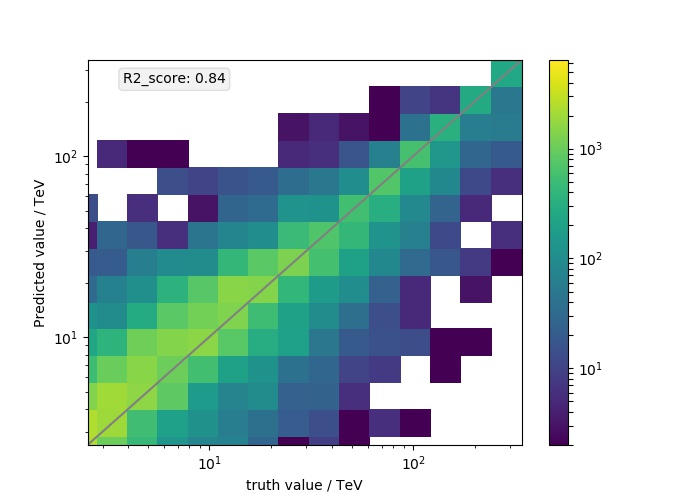 R2_score: 0.84
Predicted value / TeV
10²
10¹
10¹
10²
truth value / TeV
10³
10²
10¹